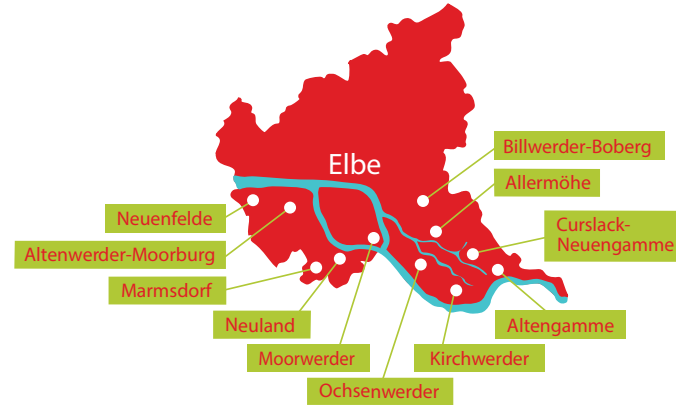 Elbe
Billwerder-Boberg
Allermöhe
Neuenfelde
Curslack-
Neuengamme
Altenwerder-Moorburg
Marmsdorf
Neuland
Altengamme
Moorwerder
Kirchwerder
Ochsenwerder